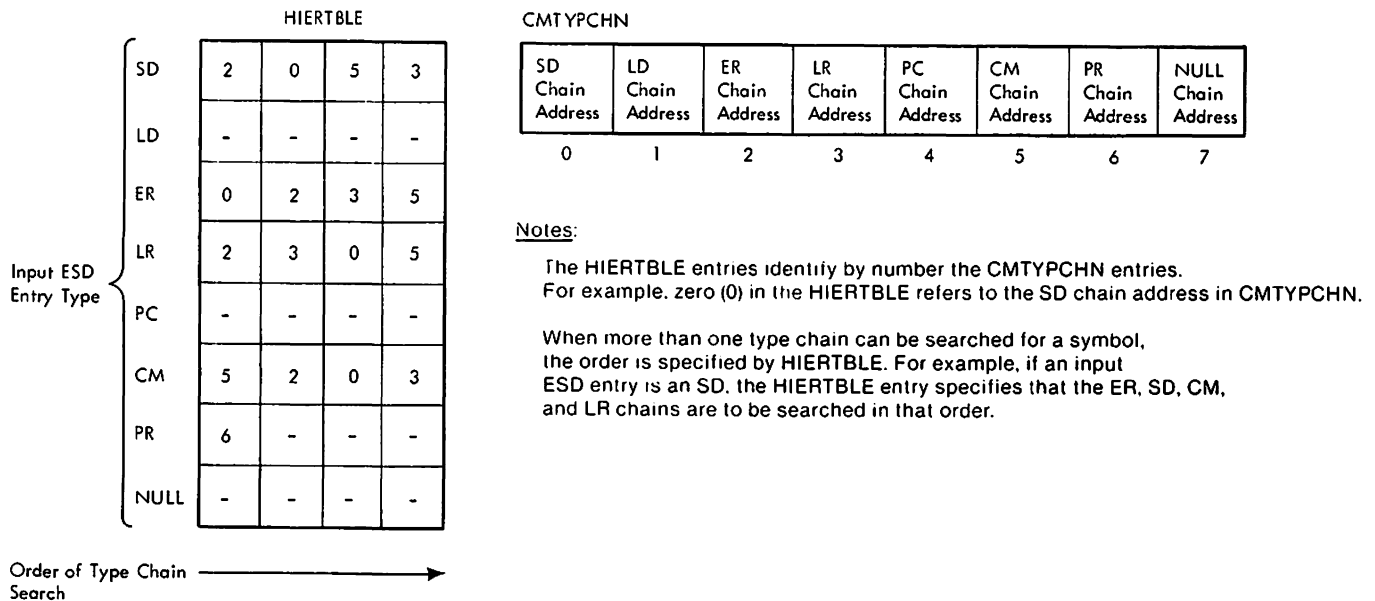 HIERTBLE
SD 2 0 5 3
LD - - - -
ER 0 2 3 5
LR 2 3 0 5
PC - - - -
CM 5 2 0 3
PR 6 - - -
NULL - - - -
Input ESD
Entry Type
Order of Type Chain
Search
CMTYPCHN
SD Chain Address
LD Chain Address
ER Chain Address
LR Chain Address
PC Chain Address
CM Chain Address
PR Chain Address
NULL Chain Address
0 1 2 3 4 5 6 7
Notes:
The HIERTBLE entries identify by number the CMTYPCHN entries.
For example. zero (0) in the HIERTBLE refers to the SD chain address in CMTYPCHN.
When more than one type chain can be searched for a symbol,
the order is specified by HIERTBLE. For example, if an input
ESD entry is an SD. the HIERTBLE entry specifies that the ER, SD, CM,
and LR chains are to be searched in that order.